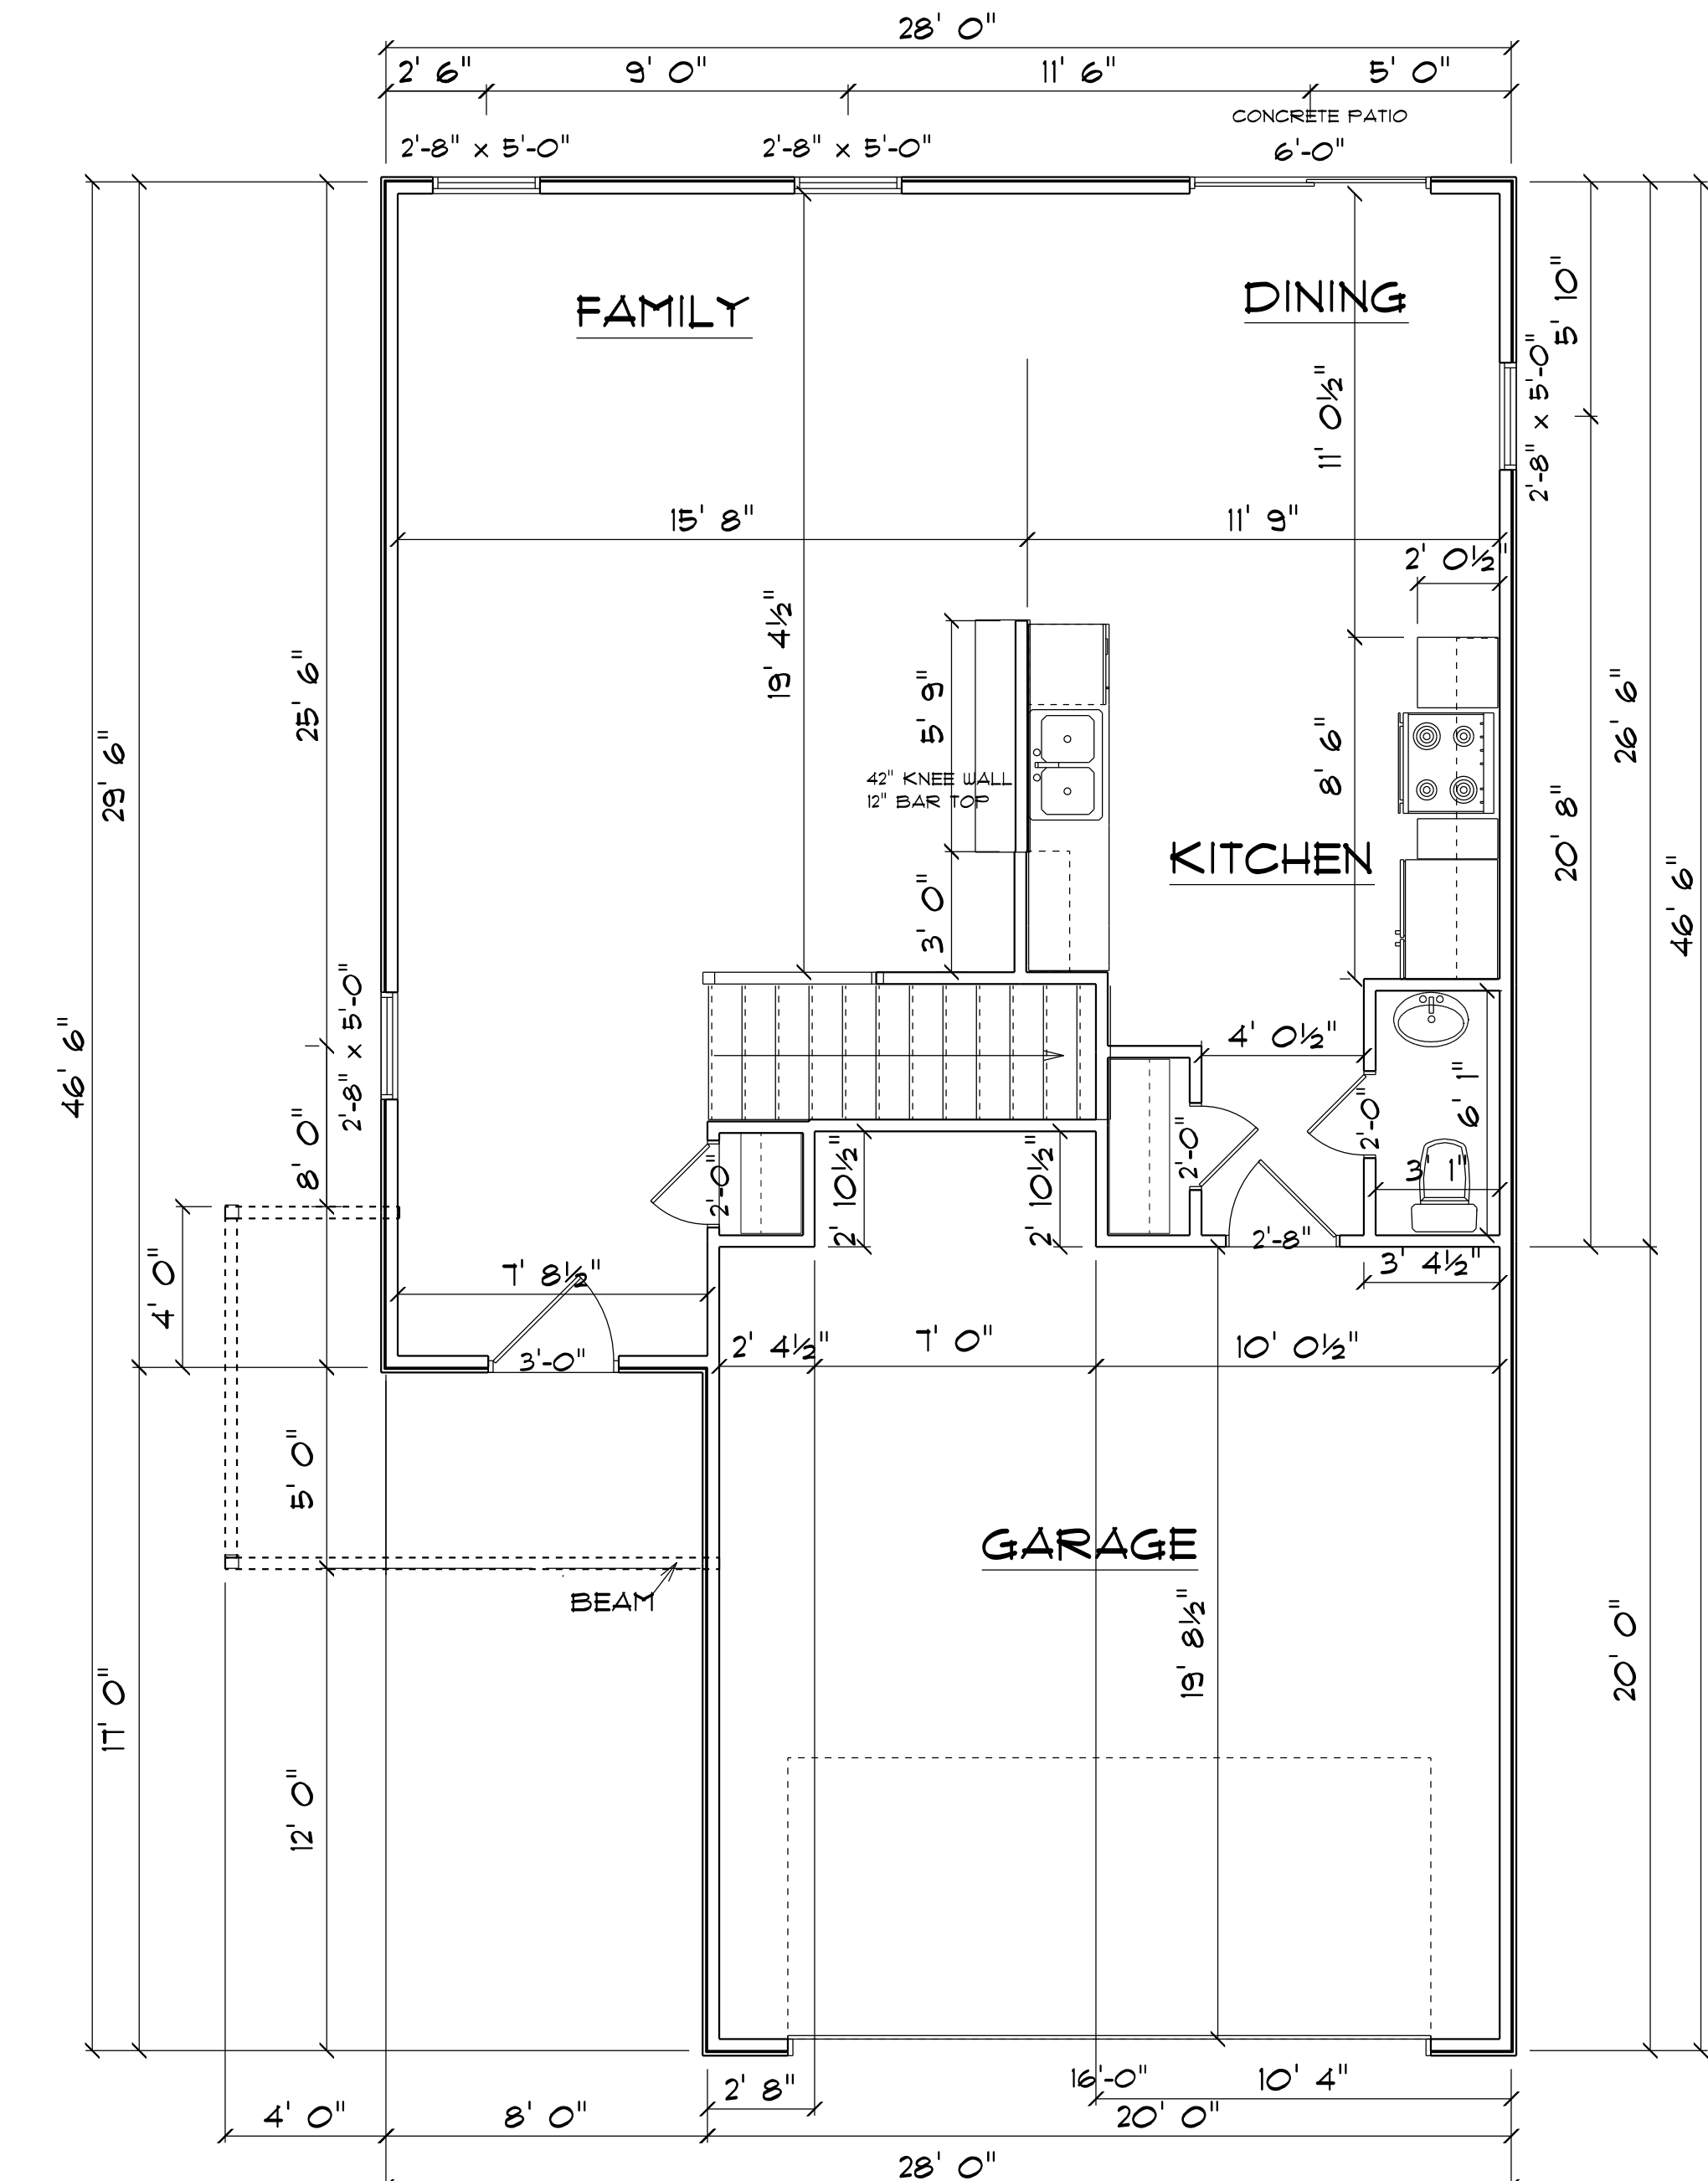 28' 0"
2' 6" 9' 0" 11' 6" 5' 0"
CONCRETE PATIO
2'-8" x 5'-0" 2'-8" x 5'-0" 6'-0"
5' 10"
FAMILY DINING
2'-8" x 5'-0"
11' 0½"
15' 8" 11' 9"
2' 0½"
19' 4½"
25' 6"
5' 9"
26' 6"
29' 6"
8' 6"
42" KNEE WALL
12" BAR TOP
20' 8"
KITCHEN
3' 0"
46' 6"
46' 6"
2'-8" x 5'-0"
4' 0½"
8' 0"
6' 1"
2'-0"
2'-0"
2'-0"
2' 10½"
2' 10½"
3' 1"
2'-8"
3' 4½"
4' 0"
7' 8½"
2' 4½" 7' 0" 10' 0½"
3'-0"
5' 0"
GARAGE
BEAM
19' 8½"
20' 0"
17' 0"
12' 0"
16'-0" 10' 4"
2' 8"
4' 0" 8' 0" 20' 0"
28' 0"